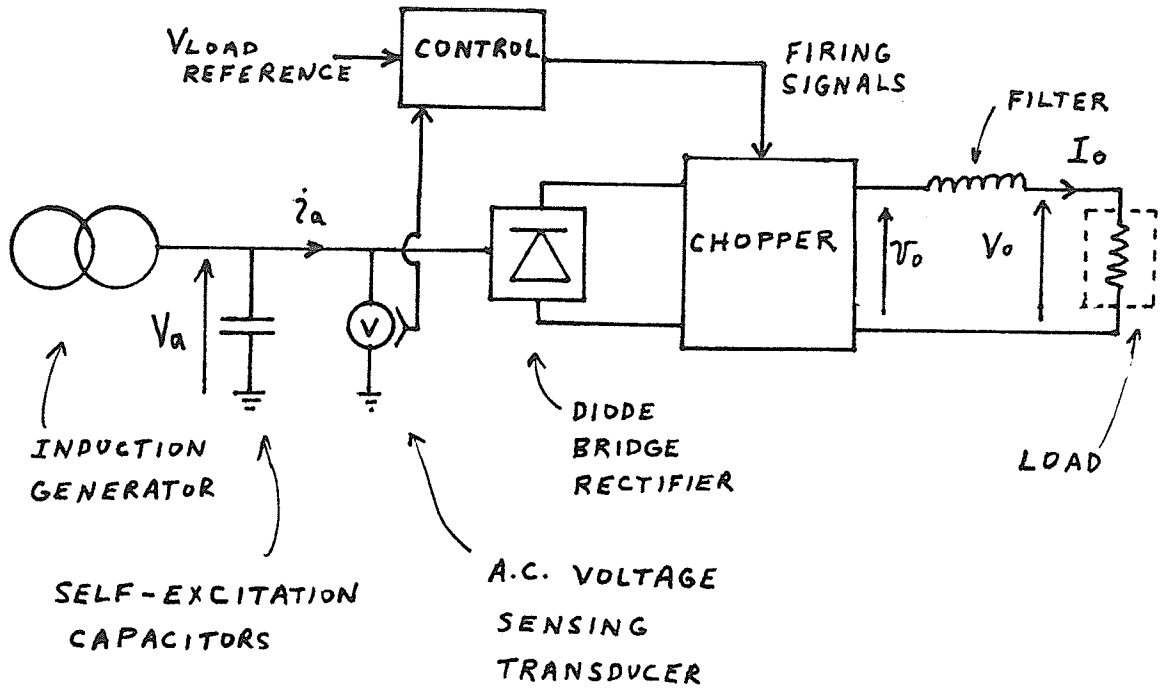 VLOAD
REFERENCE
CONTROL
FIRING
SIGNALS
FILTER
Io
ia
CHOPPER
vo
Vo
Va
V
INDUCTION
GENERATOR
DIODE
BRIDGE
RECTIFIER
LOAD
SELF-EXCITATION
CAPACITORS
A.C. VOLTAGE
SENSING
TRANSDUCER